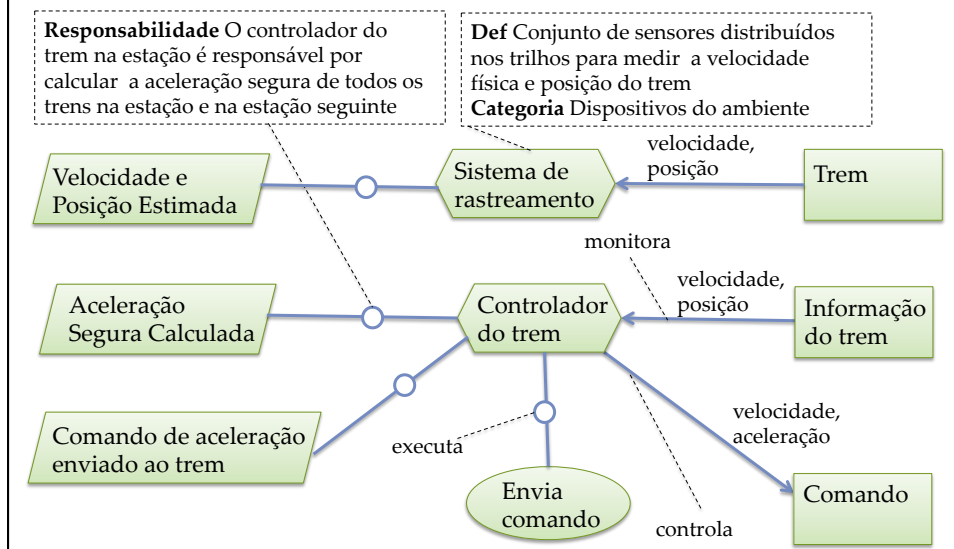 Responsabilidade O controlador do
trem na estação é responsável por
calcular a aceleração segura de todos os
trens na estação e na estação seguinte
Def Conjunto de sensores distribuídos
nos trilhos para medir a velocidade
física e posição do trem
Categoria Dispositivos do ambiente
Velocidade e
Posição Estimada
Sistema de
rastreamento
velocidade,
posição
Trem
monitora
Aceleração
Segura Calculada
Controlador
do trem
velocidade,
posição
Informação
do trem
Comando de aceleração
enviado ao trem
executa
velocidade,
aceleração
Envia
comando
controla
Comando